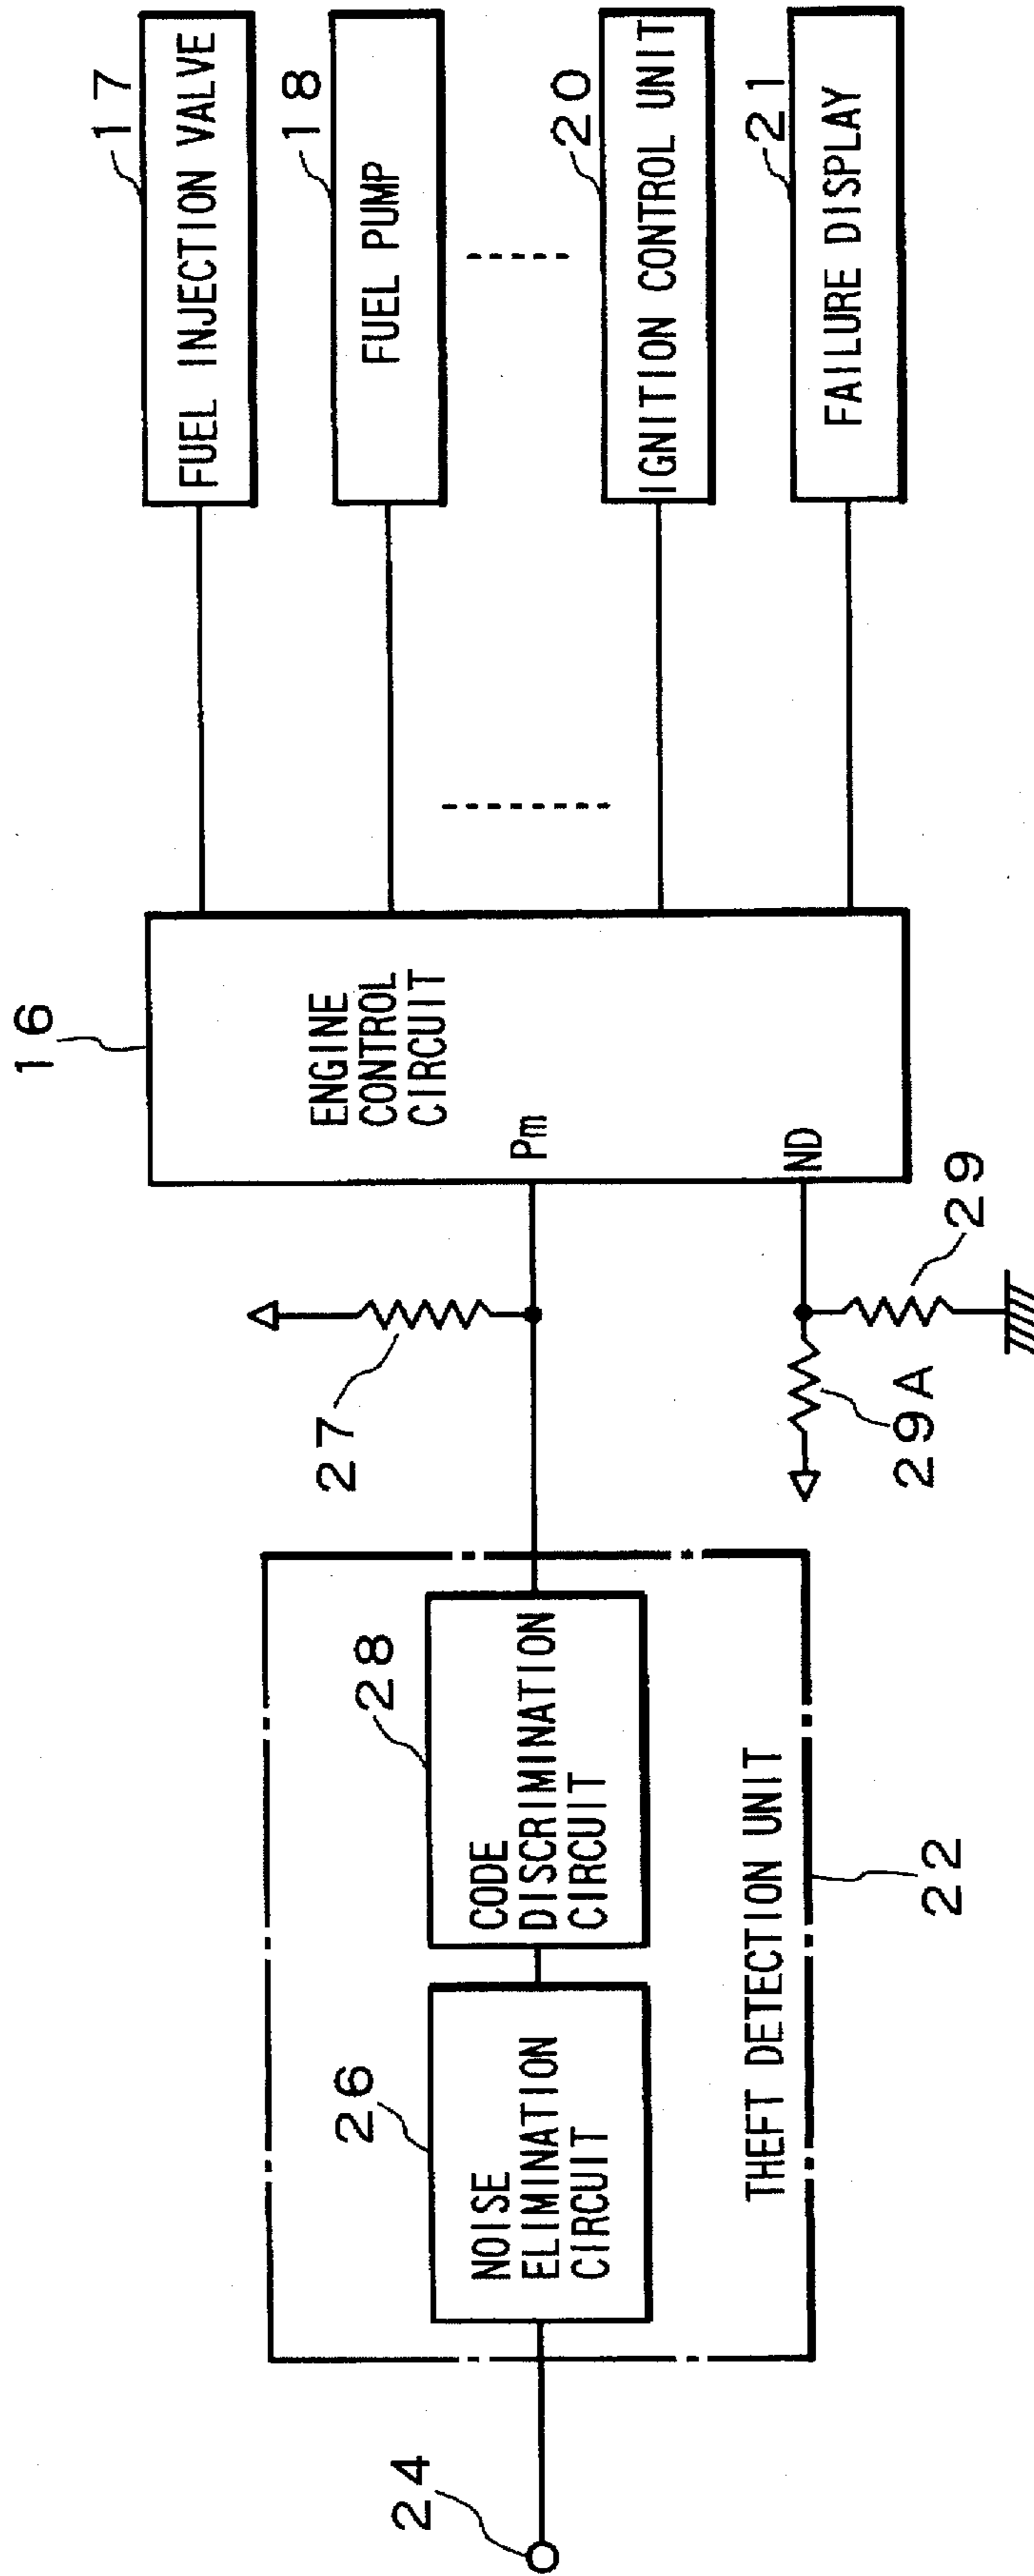 24
26
NOISE
ELIMINATION
CIRCUIT
28
CODE
DISCRIMINATION
CIRCUIT
THEFT DETECTION UNIT
22
27
29A
29
16
ENGINE
CONTROL
CIRCUIT
Pm
ND
17
FUEL INJECTION VALVE
18
FUEL PUMP
20
IGNITION CONTROL UNIT
21
FAILURE DISPLAY